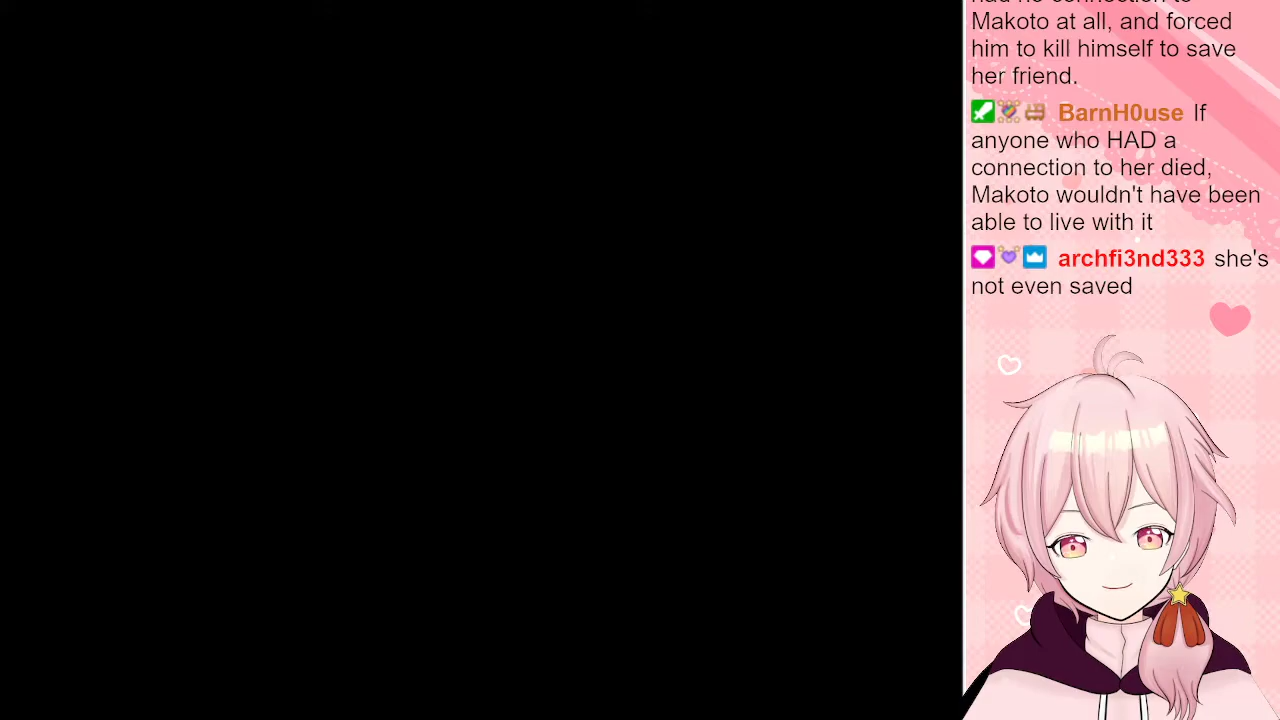 Makoto at all, and forced
him to kill himself to save
her friend.
BarnH0use If
anyone who HAD a
connection to her died,
Makoto wouldn't have been
able to live with it
archfi3nd333 she's
not even saved